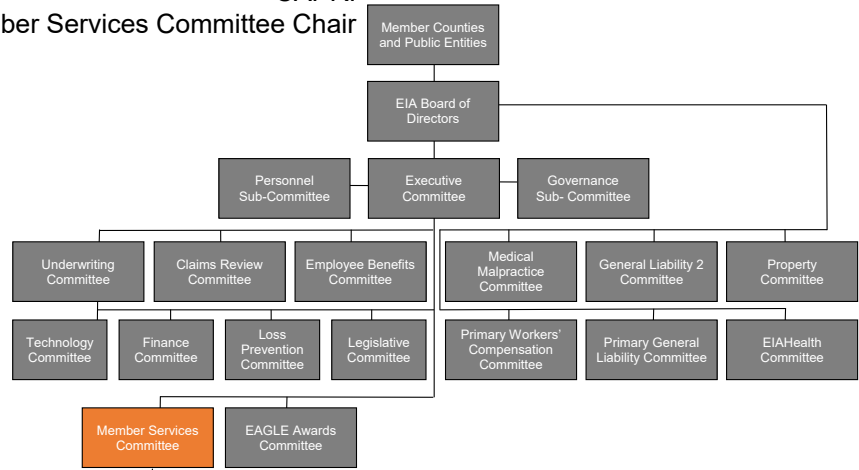 ber Services Committee Chair
Member Counties
and Public Entities
EIA Board of
Directors
Personnel
Sub-Committee
Executive
Committee
Governance
Sub- Committee
Underwriting
Committee
Claims Review
Committee
Employee Benefits
Committee
Medical
Malpractice
Committee
General Liability 2
Committee
Property
Committee
Technology
Committee
Finance
Committee
Loss
Prevention
Committee
Legislative
Committee
Primary Workers'
Compensation
Committee
Primary General
Liability Committee
EIAHealth
Committee
Member Services
Committee
EAGLE Awards
Committee